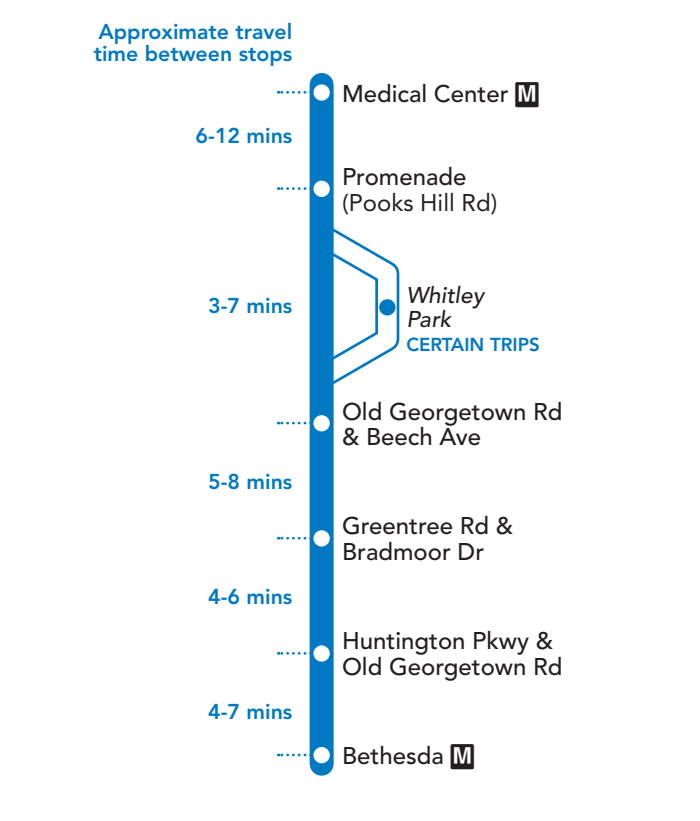 Approximate travel
time between stops
Medical Center M
6-12 mins
Promenade
(Pooks Hill Rd)
3-7 mins
Whitley
Park
CERTAIN TRIPS
Old Georgetown Rd
& Beech Ave
5-8 mins
Greentree Rd &
Bradmoor Dr
4-6 mins
Huntington Pkwy &
Old Georgetown Rd
4-7 mins
Bethesda M